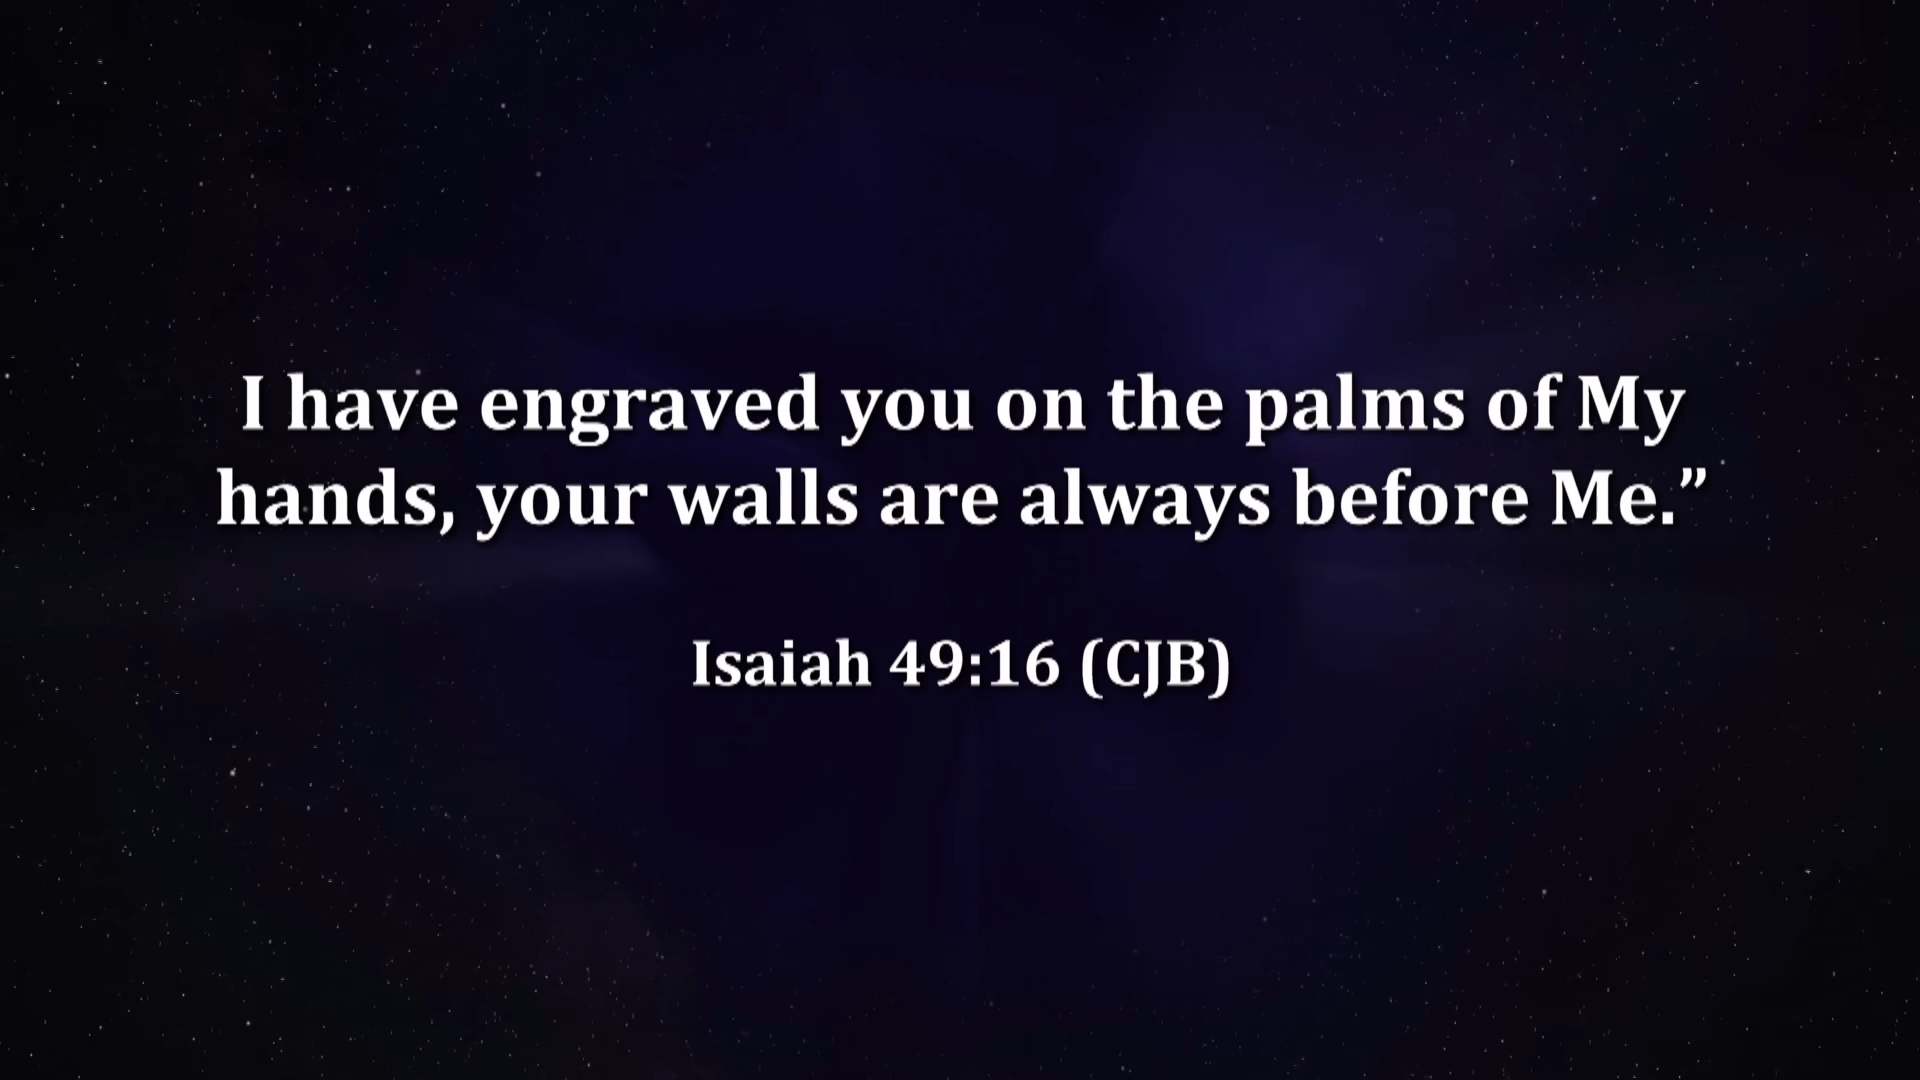 I have engraved you on the palms of My
hands, your walls are always before Me.”
Isaiah 49:16 (CJB)